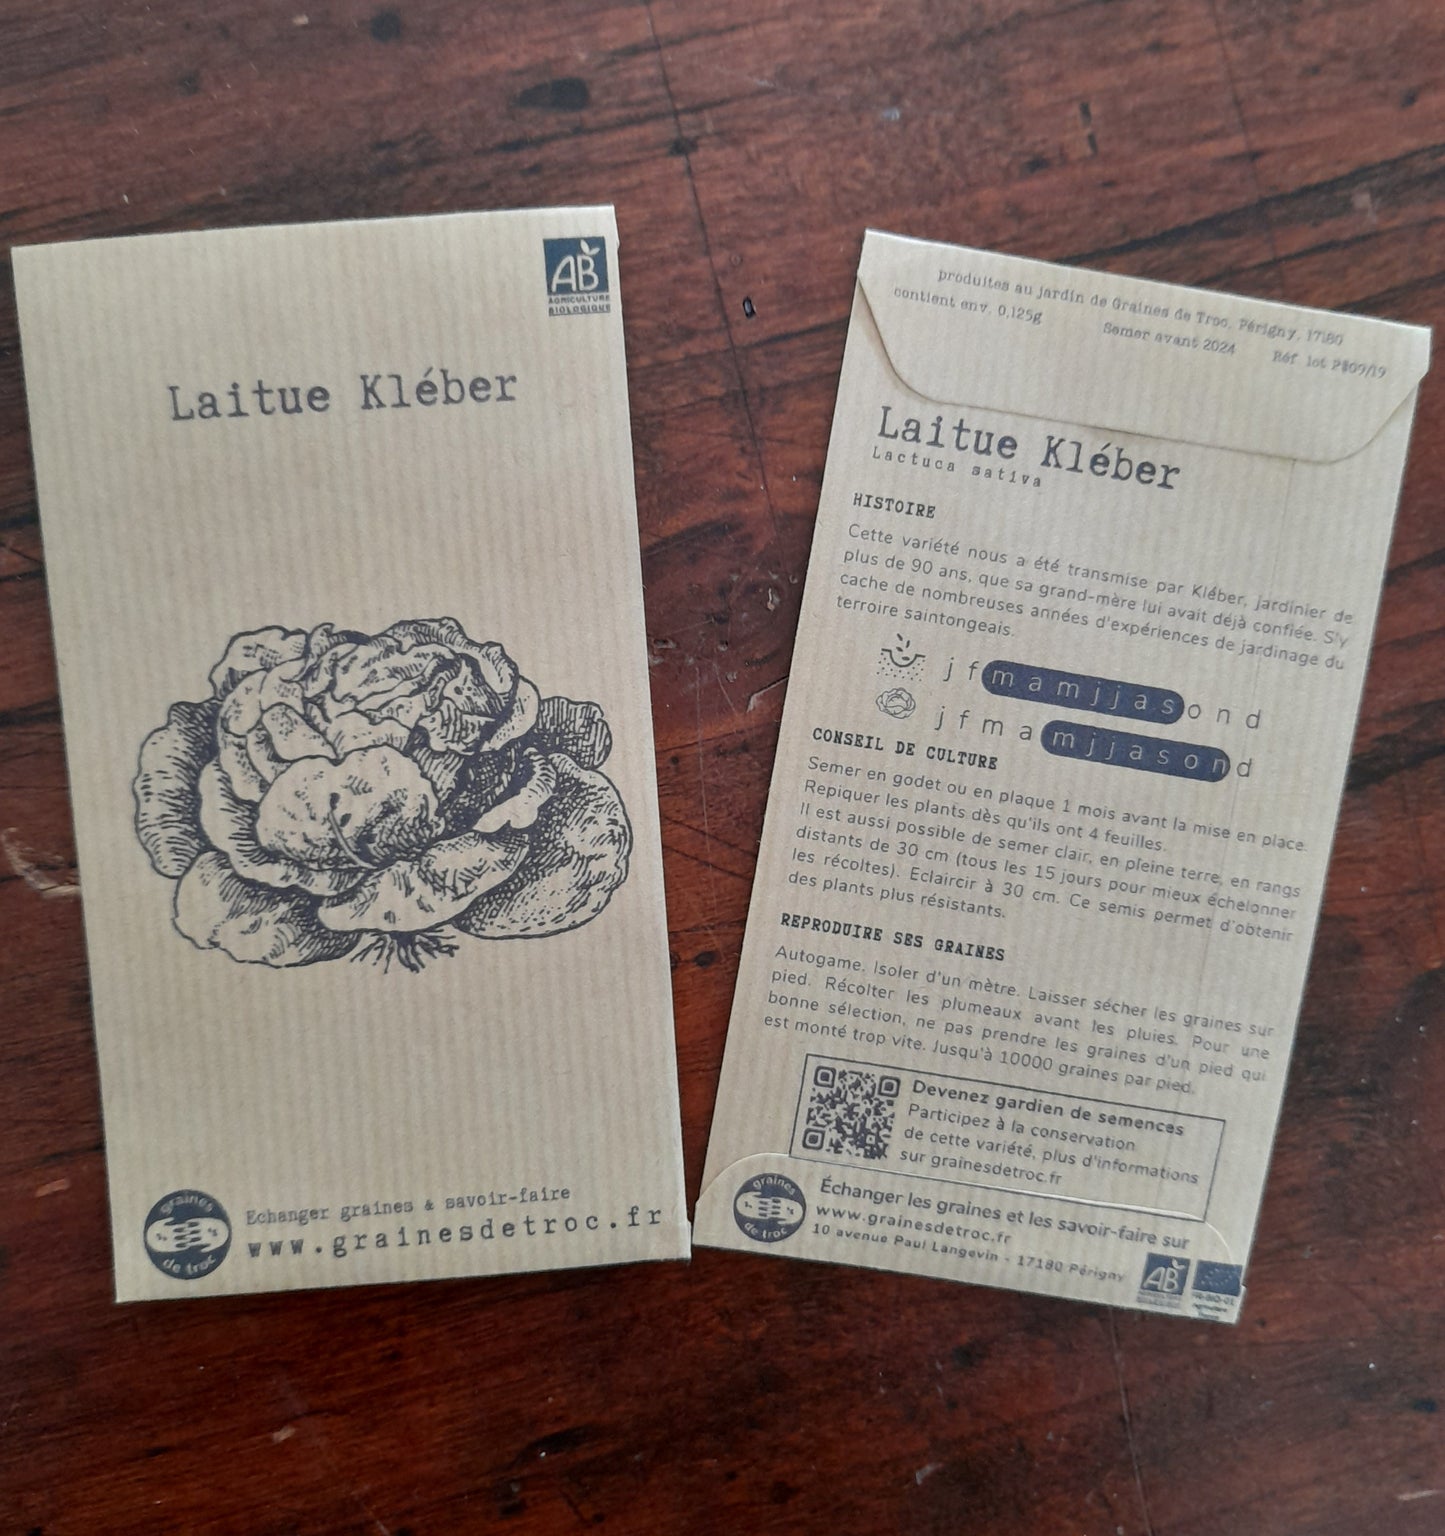 AB
AGRICULTURE
BIOLOGIQUE
Laitue Kléber
graines
de troc
Echanger graines & savoir-faire
www.grainesdetroc.fr
produites au jardin de Graines de Troc, Périgny, 17180
contient env. 0,125g
Semer avant 2024
Réf lot
Laitue Kléber
Lactuca sativa
HISTOIRE
Cette variété nous a été transmise par Kléber, jardinier de
plus de 90 ans, que sa grand-mère lui avait déjà confiée. S'y
cache de nombreuses années d'expériences de jardinage du
terroire saintongeais.
j f m a m j j a s o n d
j f m a m j j a s o n d
CONSEIL DE CULTURE
Semer en godet ou en plaque 1 mois avant la mise en place.
Repiquer les plants dès qu'ils ont 4 feuilles.
Il est aussi possible de semer clair, en pleine terre, en rangs
distants de 30 cm (tous les 15 jours pour mieux échelonner
les récoltes). Eclaircir à 30 cm. Ce semis permet d'obtenir
des plants plus résistants.
REPRODUIRE SES GRAINES
Autogame. Isoler d'un mètre. Laisser sécher les graines sur
pied. Récolter les plumeaux avant les pluies. Pour une
bonne sélection, ne pas prendre les graines d'un pied qui
est monté trop vite. Jusqu'à 10000 graines par pied.
Devenez gardien de semences
Participez à la conservation
de cette variété, plus d'informations
sur grainesdetroc.fr
graines
de troc
Échanger les graines et les savoir-faire sur
www.grainesdetroc.fr
10 avenue Paul Langevin - 17180 Périgny
AB